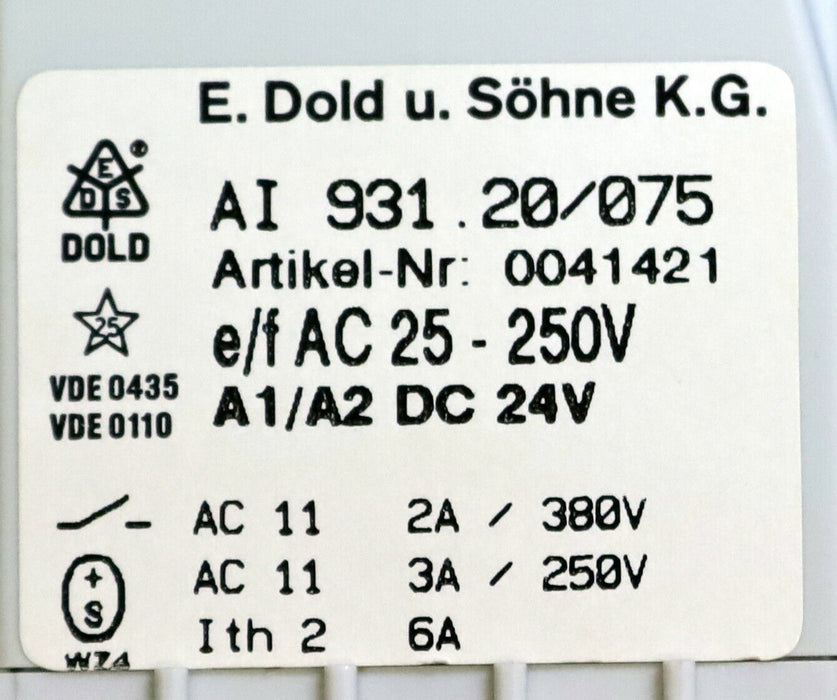 E. Dold u. Söhne K.G.
®
E
D S
DOLD
AI 931.20/075
Artikel-Nr: 0041421
25
e/f AC 25 - 250V
VDE 0435
A1/A2 DC 24V
VDE 0110
AC 11 2A / 380V
+
S
AC 11 3A / 250V
Ith 2 6A